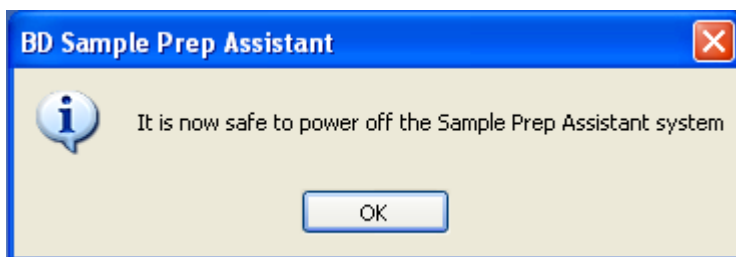 BD Sample Prep Assistant
It is now safe to power off the Sample Prep Assistant system
OK